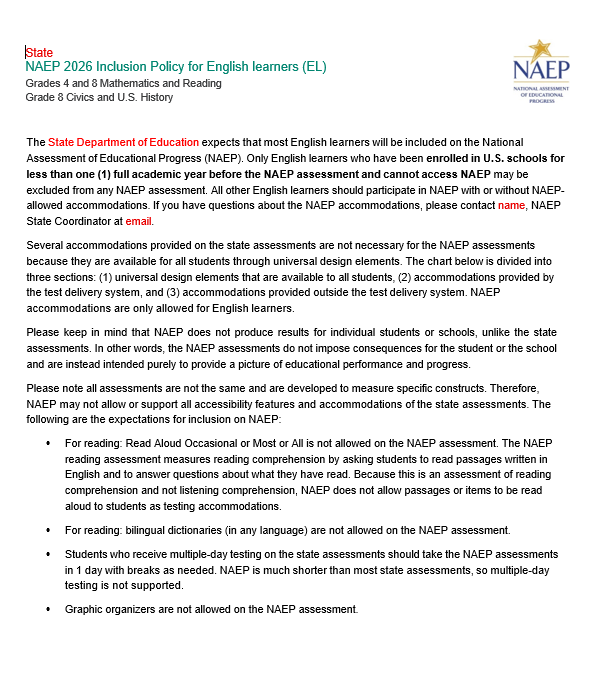 State
NAEP 2026 Inclusion Policy for English learners (EL)
Grades 4 and 8 Mathematics and Reading
Grade 8 Civics and U.S. History
NAEP
NATIONAL ASSESSMENT
OF EDUCATIONAL
PROGRESS
The State Department of Education expects that most English learners will be included on the National
Assessment of Educational Progress (NAEP). Only English learners who have been enrolled in U.S. schools for
less than one (1) full academic year before the NAEP assessment and cannot access NAEP may be
excluded from any NAEP assessment. All other English learners should participate in NAEP with or without NAEP-
allowed accommodations. If you have questions about the NAEP accommodations, please contact name, NAEP
State Coordinator at email.
Several accommodations provided on the state assessments are not necessary for the NAEP assessments
because they are available for all students through universal design elements. The chart below is divided into
three sections: (1) universal design elements that are available to all students, (2) accommodations provided by
the test delivery system, and (3) accommodations provided outside the test delivery system. NAEP
accommodations are only allowed for English learners.
Please keep in mind that NAEP does not produce results for individual students or schools, unlike the state
assessments. In other words, the NAEP assessments do not impose consequences for the student or the school
and are instead intended purely to provide a picture of educational performance and progress.
Please note all assessments are not the same and are developed to measure specific constructs. Therefore,
NAEP may not allow or support all accessibility features and accommodations of the state assessments. The
following are the expectations for inclusion on NAEP:
• For reading: Read Aloud Occasional or Most or All is not allowed on the NAEP assessment. The NAEP
reading assessment measures reading comprehension by asking students to read passages written in
English and to answer questions about what they have read. Because this is an assessment of reading
comprehension and not listening comprehension, NAEP does not allow passages or items to be read
aloud to students as testing accommodations.
• For reading: bilingual dictionaries (in any language) are not allowed on the NAEP assessment.
• Students who receive multiple-day testing on the state assessments should take the NAEP assessments
in 1 day with breaks as needed. NAEP is much shorter than most state assessments, so multiple-day
testing is not supported.
• Graphic organizers are not allowed on the NAEP assessment.